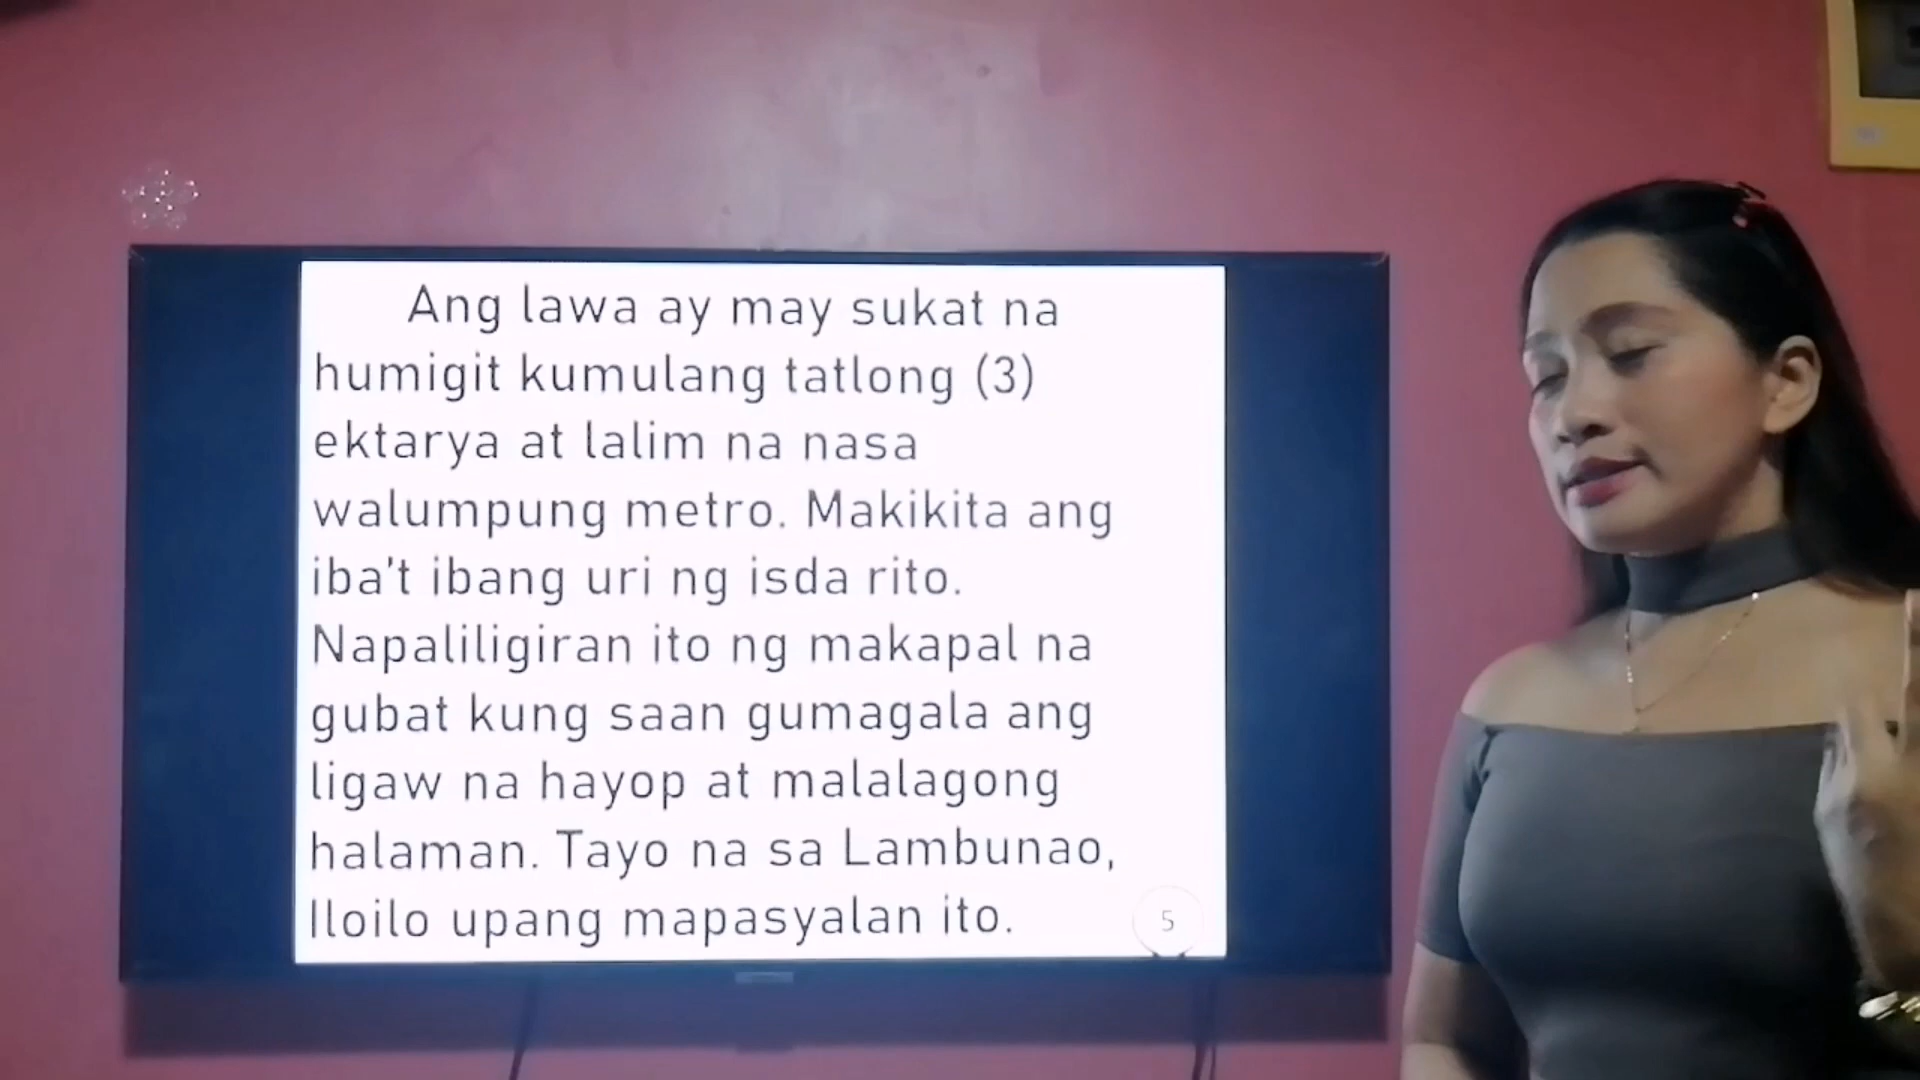 Ang lawa ay may sukat na
humigit kumulang tatlong (3)
ektarya at lalim na nasa
walumpung metro. Makikita ang
iba't ibang uri ng isda rito.
Napaliligiran ito ng makapal na
gubat kung saan gumagala ang
ligaw na hayop at malalagong
halaman. Tayo na sa Lambunao,
Iloilo upang mapasyalan ito.
5